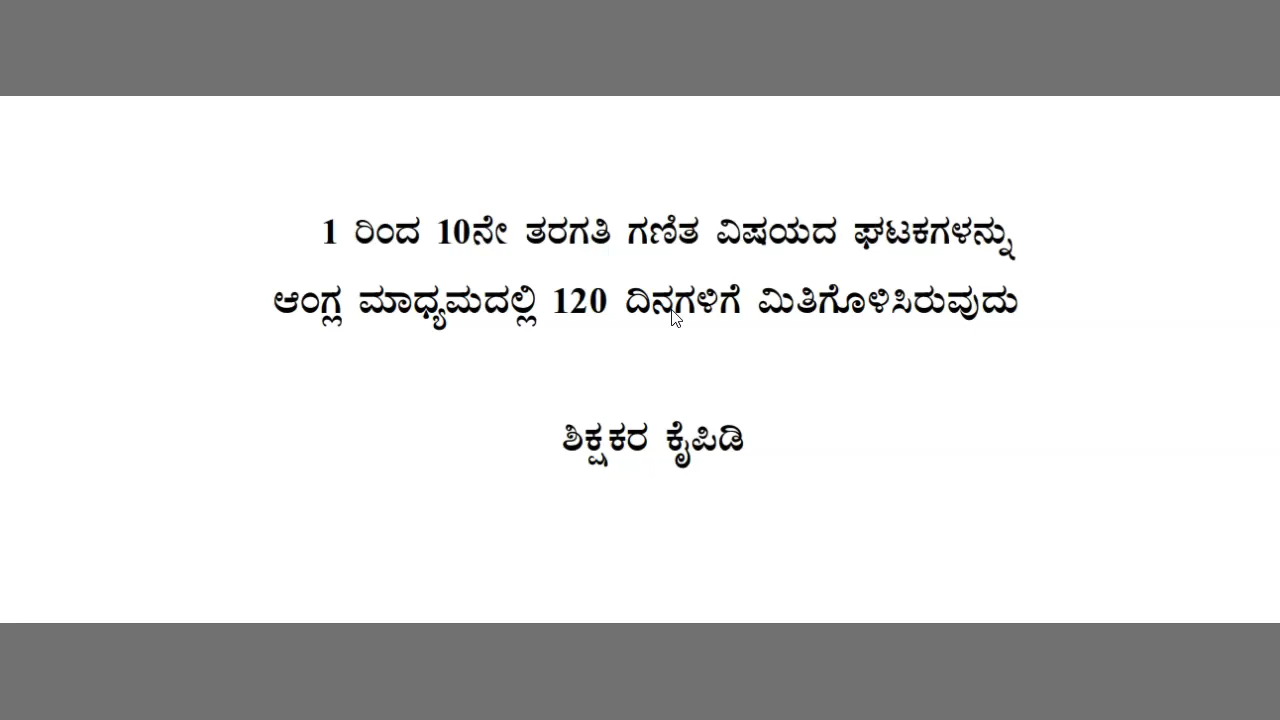 1 ರಿಂದ 10ನೇ ತರಗತಿ ಗಣಿತ ವಿಷಯದ ಘಟಕಗಳನ್ನು
ಆಂಗ್ಲ ಮಾಧ್ಯಮದಲ್ಲಿ 120 ದಿನಗಳಿಗೆ ಮಿತಿಗೊಳಿಸಿರುವುದು
ಶಿಕ್ಷಕರ ಕೈಪಿಡಿ